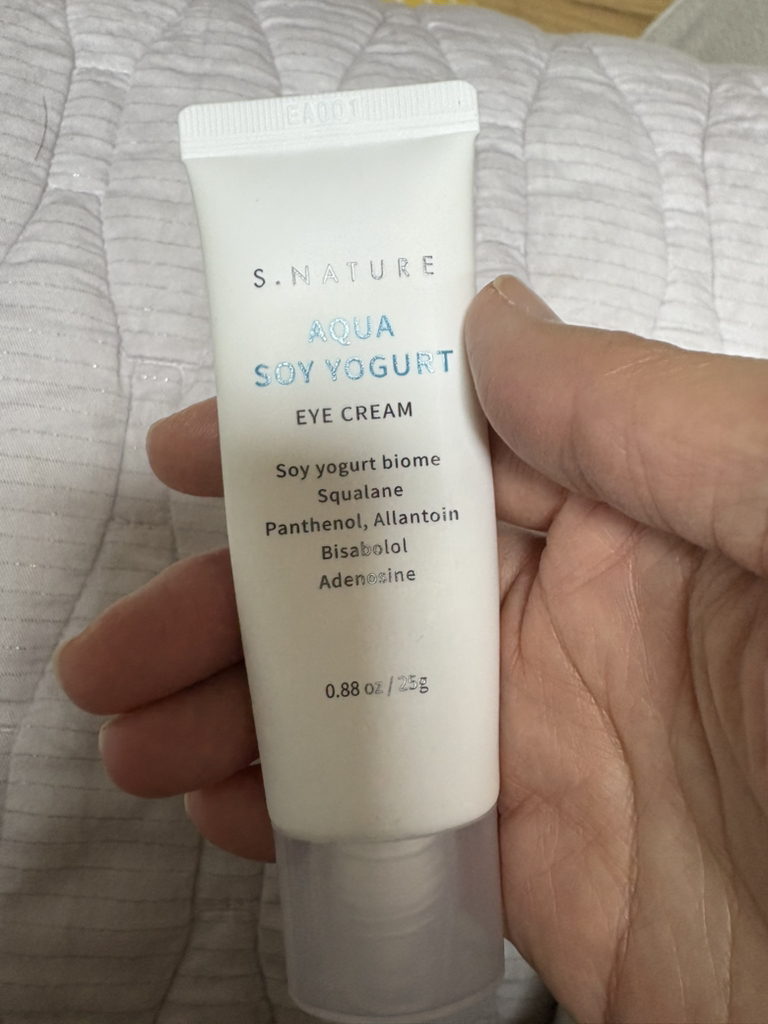 EA001
S.NATURE
AQUA
SOY YOGURT
EYE CREAM
Soy yogurt biome
Squalane
Panthenol, Allantoin
Bisabolol
Adenosine
0.88 oz / 25g